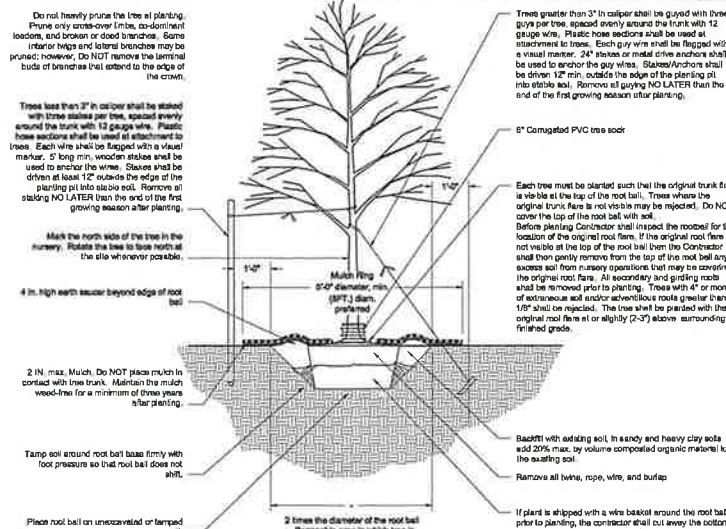 Do not heavily prune the tree at planting.
Prune only cross-over limbs, co-dominant
leaders, and broken or dead branches. Some
interior twigs and lateral branches may be
pruned; however, Do NOT remove the terminal
buds of branches that extend to the edge of
the crown.
Trees less than 3" in caliper shall be staked
with three stakes per tree, spaced evenly
around the trunk with 12 gauge wire. Plastic
hose sections shall be used at attachment to
trees. Each wire shall be flagged with a visual
marker. 5' long min. wooden stakes shall be
used to anchor the wires. Stakes shall be
driven at least 12" outside the edge of the
planting pit into stable soil. Remove all
staking NO LATER than the end of the first
growing season after planting.
Mark the north side of the tree in the
nursery. Rotate the tree to face north at
the site whenever possible.
4 in. high earth saucer beyond edge of root
ball
2 IN. max. Mulch. Do NOT place mulch in
contact with tree trunk. Maintain the mulch
weed-free for a minimum of three years
after planting.
Tamp soil around root ball base firmly with
foot pressure so that root ball does not
shift.
Place root ball on unexcavated or tamped
1'-0"
1'-0"
Mulch Ring
6'-0" diameter, min.
(8FT.) diam.
preferred
2 times the diameter of the root ball
Trees greater than 3" in caliper shall be guyed with three
guys per tree, spaced evenly around the trunk with 12
gauge wire. Plastic hose sections shall be used at
attachment to trees. Each guy wire shall be flagged with
a visual marker. 24" stakes or metal drive anchors shall
be used to anchor the guy wires. Stakes/Anchors shall
be driven 12" min. outside the edge of the planting pit
into stable soil. Remove all guying NO LATER than the
end of the first growing season after planting.
6" Corrugated PVC tree sock
Each tree must be planted such that the original trunk fla
is visible at the top of the root ball. Trees where the
original trunk flare is not visible may be rejected. Do NO
cover the top of the root ball with soil.
Before planting Contractor shall inspect the rootball for th
location of the original root flare. If the original root flare
not visible at the top of the root ball then the Contractor
shall then gently remove from the top of the root ball any
excess soil from nursery operations that may be covering
the original root flare. All secondary and girdling roots
shall be removed prior to planting. Trees with 4" or more
of extraneous soil and/or adventitious roots greater than
1/8" shall be rejected. The tree shall be planted with the
original root flare at or slightly (2-3") above surrounding
finished grade.
Backfill with existing soil, in sandy and heavy clay soils
add 20% max. by volume composted organic material to
the existing soil.
Remove all twine, rope, wire, and burlap
If plant is shipped with a wire basket around the root ball
prior to planting, the contractor shall cut away the bottom